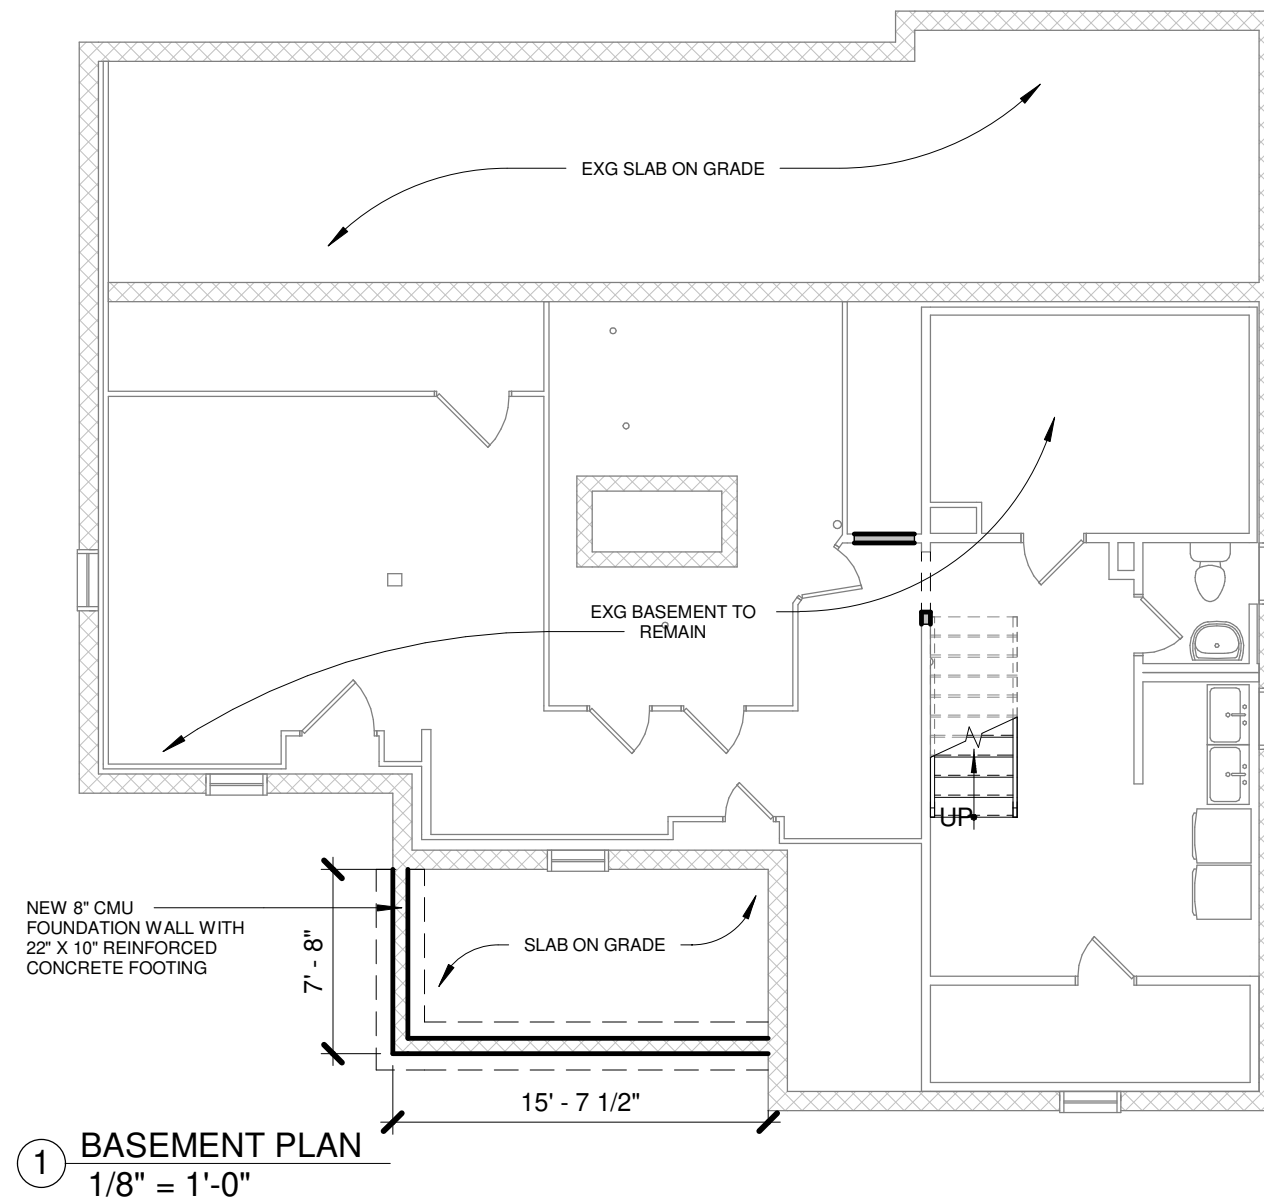 EXG SLAB ON GRADE
EXG BASEMENT TO
REMAIN
UP
NEW 8" CMU
FOUNDATION WALL WITH
22" X 10" REINFORCED
CONCRETE FOOTING
7' - 8"
SLAB ON GRADE
15' - 7 1/2"
1 BASEMENT PLAN
1/8" = 1'-0"